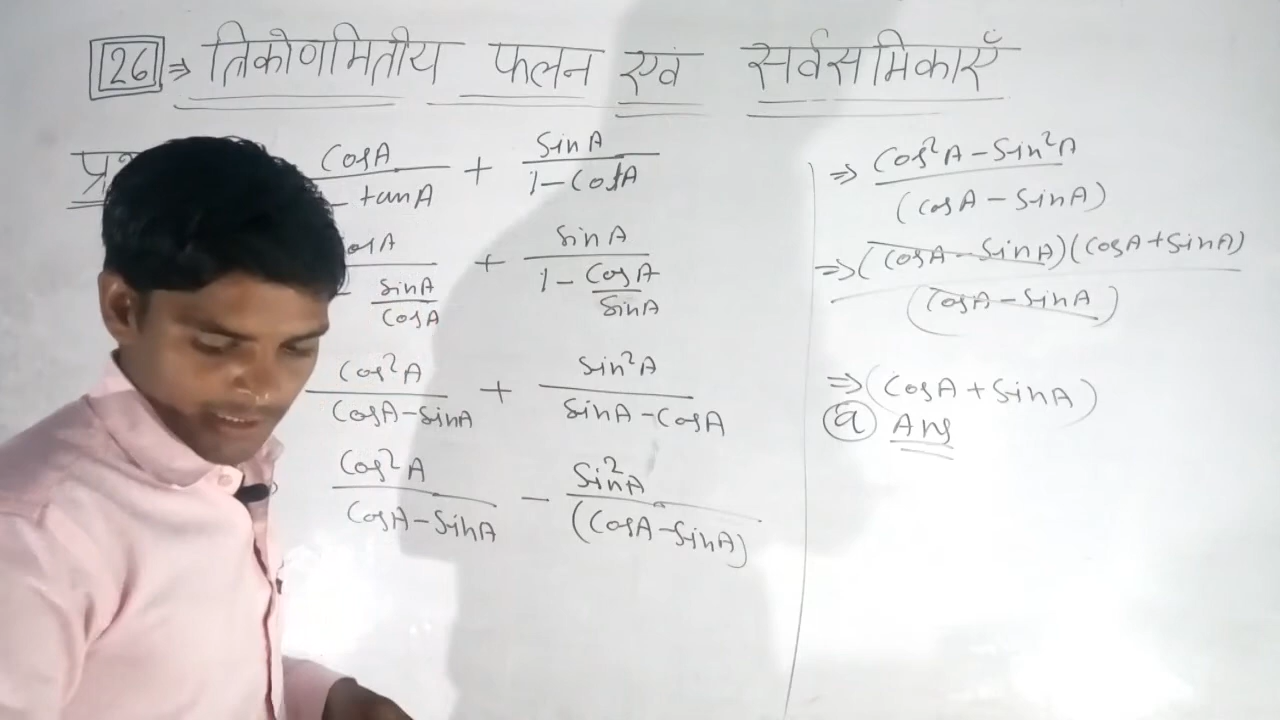 26 ⇒ त्रिकोणमितीय फलन एवं सर्वसमिकाएँ
CosA / - tanA + SinA / 1-CotA
CosA / - SinA/CosA + SinA / 1 - CosA/SinA
Cos²A / CosA-SinA + Sin²A / SinA-CosA
Cos²A / CosA-SinA - Sin²A / (CosA-SinA)
⇒ Cos²A-Sin²A / (CosA-SinA)
⇒ (CosA-SinA)(CosA+SinA) / (CosA-SinA)
⇒ (CosA+SinA)
a Ans